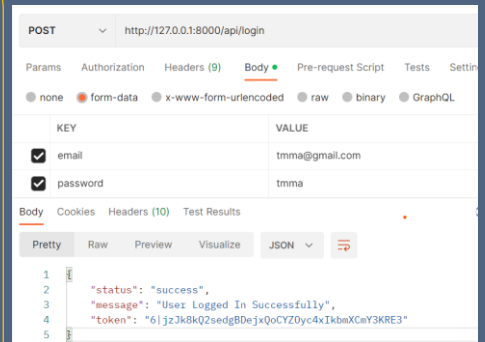 POST http://127.0.0.1:8000/api/login
Params Authorization Headers (9) Body Pre-request Script Tests Settin
none form-data x-www-form-urlencoded raw binary GraphQL
KEY VALUE
email tmma@gmail.com
password tmma
Body Cookies Headers (10) Test Results
Pretty Raw Preview Visualize JSON
1 {
2 "status": "success",
3 "message": "User Logged In Successfully",
4 "token": "6|jzJk8kQ2sedgBDejxQoCYZOyc4xIkbmXCmY3KRE3"
5 }